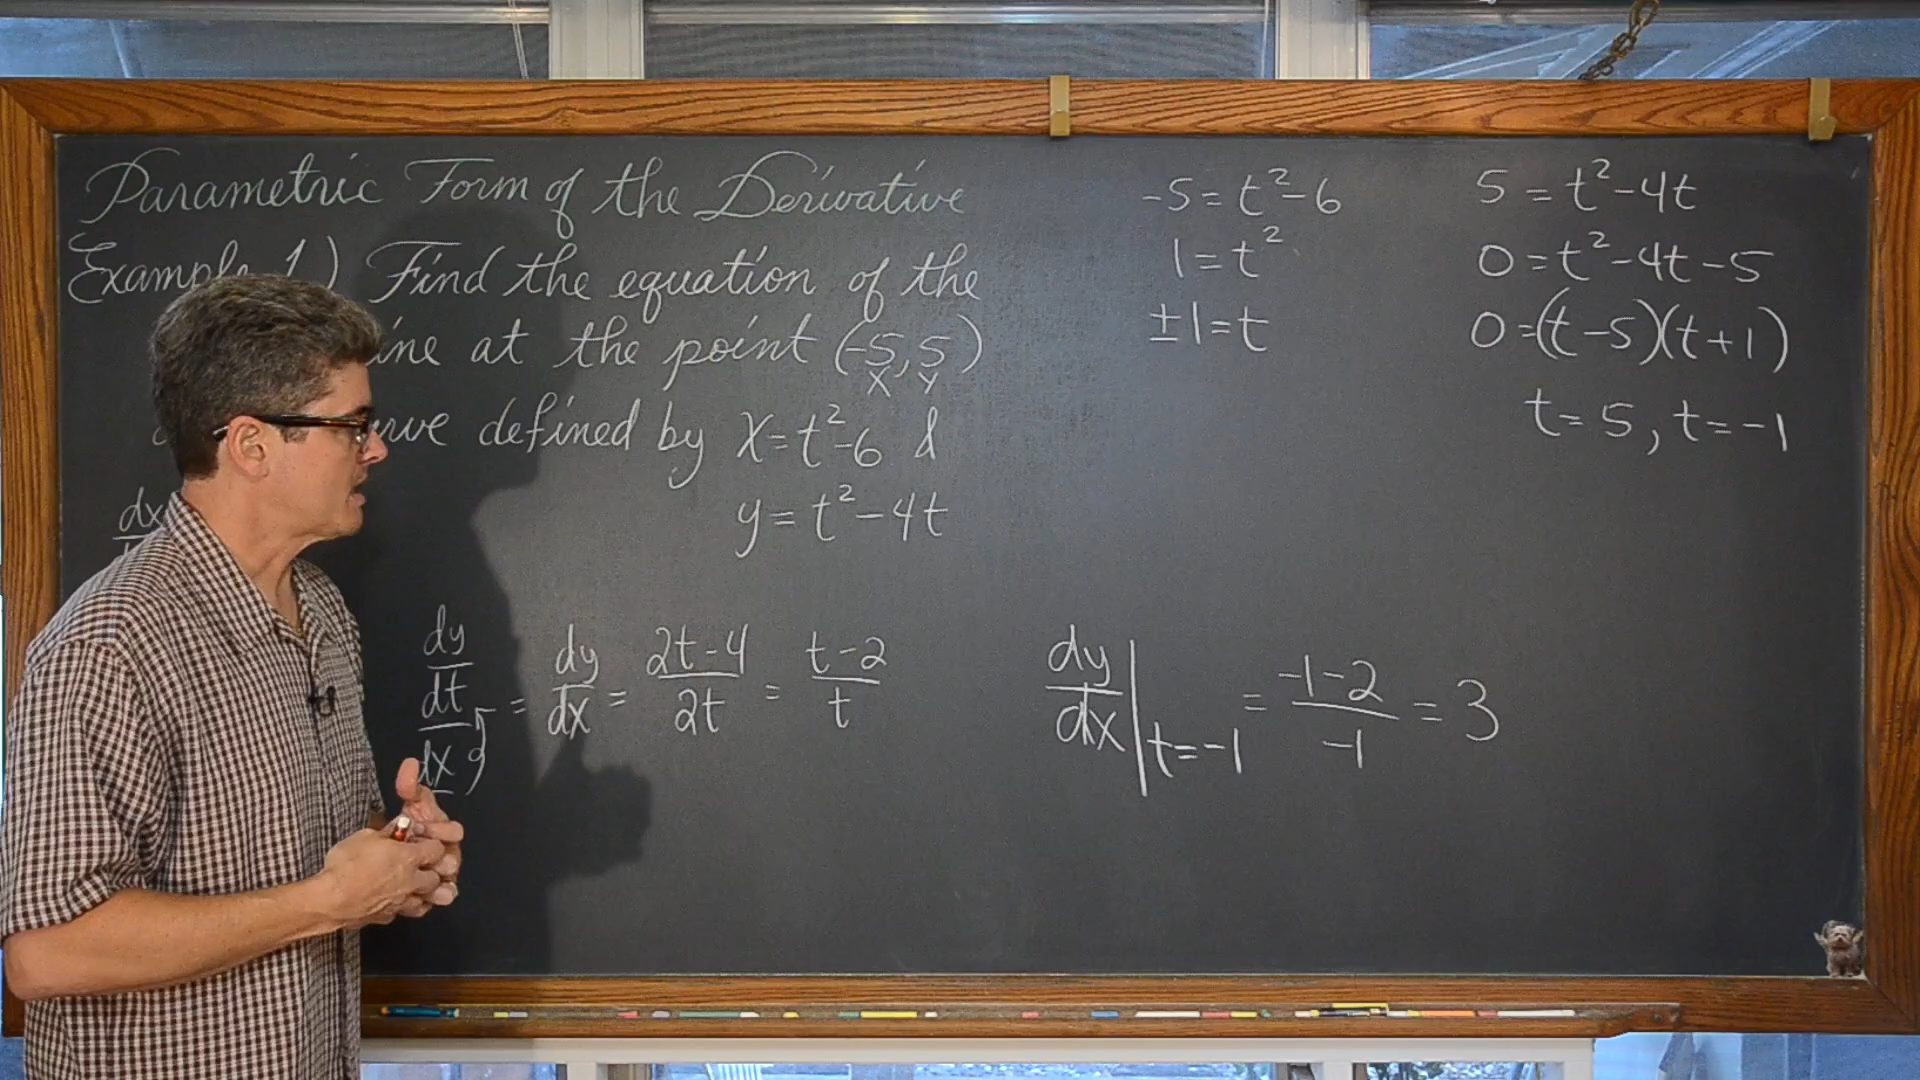 Parametric Form of the Derivative
Example 1.) Find the equation of the
ine at the point (-5, 5)
x y
urve defined by x = t²-6 &
y = t² - 4t
dx
dy/dt / dx = dy/dx = 2t-4/2t = t-2/t
-5 = t²-6
1 = t²
±1 = t
5 = t² - 4t
0 = t² - 4t - 5
0 = (t-5)(t+1)
t = 5, t = -1
dy/dx | t=-1 = -1-2/-1 = 3